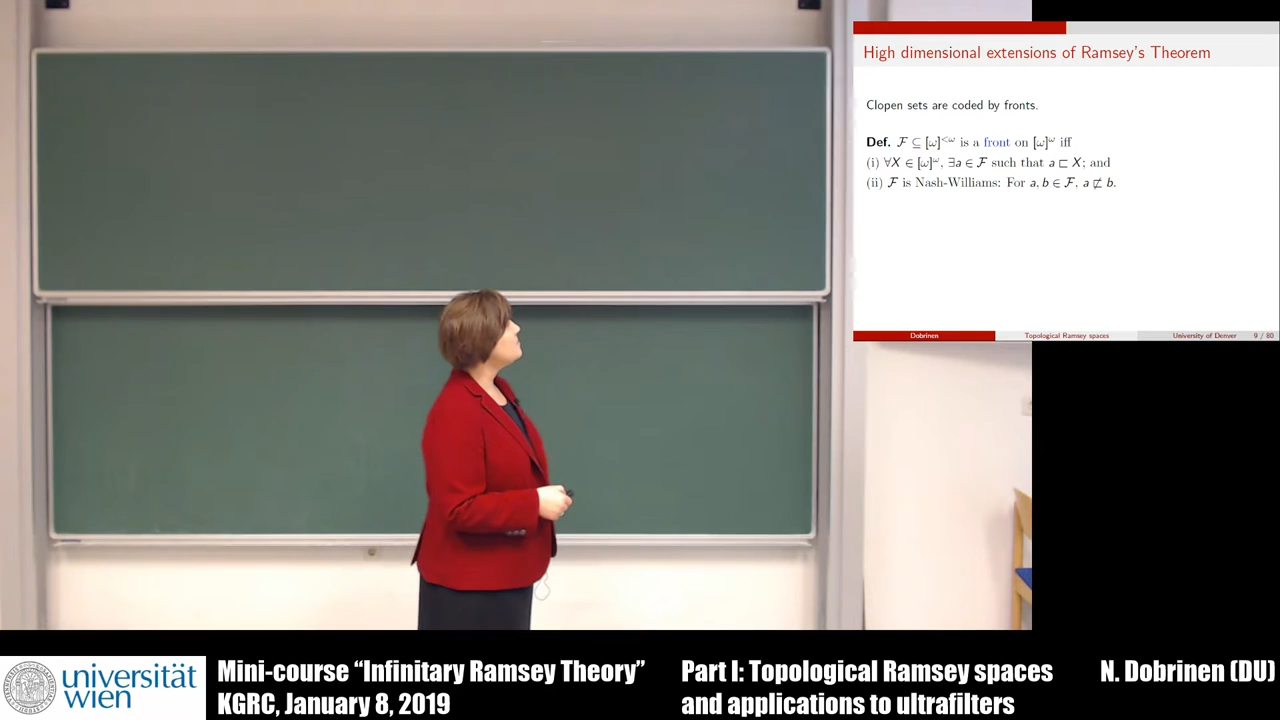 High dimensional extensions of Ramsey's Theorem
Clopen sets are coded by fronts.
Def. ℱ ⊆ [ω]^{<ω} is a front on [ω]^ω iff
(i) ∀X ∈ [ω]^ω, ∃a ∈ ℱ such that a ⊏ X; and
(ii) ℱ is Nash-Williams: For a, b ∈ ℱ, a ⊏̸ b.
Dobrinen Topological Ramsey spaces University of Denver 9 / 80
universität
wien
Mini-course “Infinitary Ramsey Theory”
KGRC, January 8, 2019
Part I: Topological Ramsey spaces
and applications to ultrafilters
N. Dobrinen (DU)